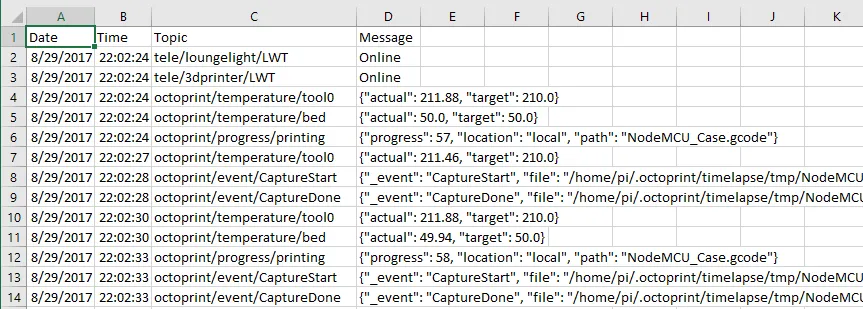 A B C D E F G H I J K
1 Date Time Topic Message
2 8/29/2017 22:02:24 tele/loungelight/LWT Online
3 8/29/2017 22:02:24 tele/3dprinter/LWT Online
4 8/29/2017 22:02:24 octoprint/temperature/tool0 {"actual": 211.88, "target": 210.0}
5 8/29/2017 22:02:24 octoprint/temperature/bed {"actual": 50.0, "target": 50.0}
6 8/29/2017 22:02:24 octoprint/progress/printing {"progress": 57, "location": "local", "path": "NodeMCU_Case.gcode"}
7 8/29/2017 22:02:27 octoprint/temperature/tool0 {"actual": 211.46, "target": 210.0}
8 8/29/2017 22:02:28 octoprint/event/CaptureStart {"_event": "CaptureStart", "file": "/home/pi/.octoprint/timelapse/tmp/NodeMCU
9 8/29/2017 22:02:28 octoprint/event/CaptureDone {"_event": "CaptureDone", "file": "/home/pi/.octoprint/timelapse/tmp/NodeMCU
10 8/29/2017 22:02:30 octoprint/temperature/tool0 {"actual": 211.88, "target": 210.0}
11 8/29/2017 22:02:30 octoprint/temperature/bed {"actual": 49.94, "target": 50.0}
12 8/29/2017 22:02:33 octoprint/progress/printing {"progress": 58, "location": "local", "path": "NodeMCU_Case.gcode"}
13 8/29/2017 22:02:33 octoprint/event/CaptureStart {"_event": "CaptureStart", "file": "/home/pi/.octoprint/timelapse/tmp/NodeMCU
14 8/29/2017 22:02:33 octoprint/event/CaptureDone {"_event": "CaptureDone", "file": "/home/pi/.octoprint/timelapse/tmp/NodeMCU